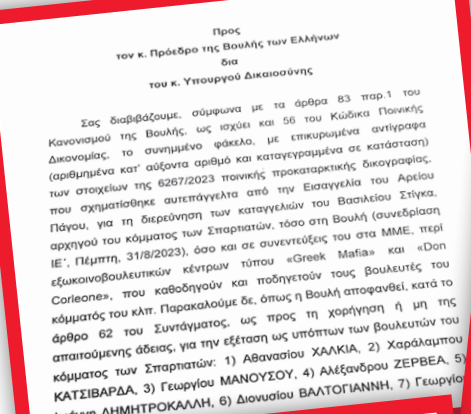 Προς
τον κ. Πρόεδρο της Βουλής των Ελλήνων
δια
του κ. Υπουργού Δικαιοσύνης
Σας διαβιβάζουμε, σύμφωνα με τα άρθρα 83 παρ.1 του
Κανονισμού της Βουλής, ως ισχύει και 56 του Κώδικα Ποινικής
Δικονομίας, το συνημμένο φάκελο, με επικυρωμένα αντίγραφα
(αριθμημένα κατ' αύξοντα αριθμό και καταγεγραμμένα σε κατάσταση)
των στοιχείων της 6267/2023 ποινικής προκαταρκτικής δικογραφίας,
που σχηματίσθηκε αυτεπάγγελτα από την Εισαγγελία του Αρείου
Πάγου, για τη διερεύνηση των καταγγελιών του Βασιλείου Στίγκα,
αρχηγού του κόμματος των Σπαρτιατών, τόσο στη Βουλή (συνεδρίαση
ΙΕ΄, Πέμπτη, 31/8/2023), όσο και σε συνεντεύξεις του στα ΜΜΕ, περί
εξωκοινοβουλευτικών κέντρων τύπου «Greek Mafia» και «Don
Corleone», που καθοδηγούν και ποδηγετούν τους βουλευτές του
κόμματός του κλπ. Παρακαλούμε δε, όπως η Βουλή αποφανθεί, κατά το
άρθρο 62 του Συντάγματος, ως προς τη χορήγηση ή μη της
απαιτούμενης άδειας, για την εξέταση ως υπόπτων των βουλευτών του
κόμματος των Σπαρτιατών: 1) Αθανασίου ΧΑΛΚΙΑ, 2) Χαράλαμπου
ΚΑΤΣΙΒΑΡΔΑ, 3) Γεωργίου ΜΑΝΟΥΣΟΥ, 4) Αλέξανδρου ΖΕΡΒΕΑ, 5)
ΔΗΜΗΤΡΟΚΑΛΛΗ, 6) Διονυσίου ΒΑΛΤΟΓΙΑΝΝΗ, 7) Γεωργίο